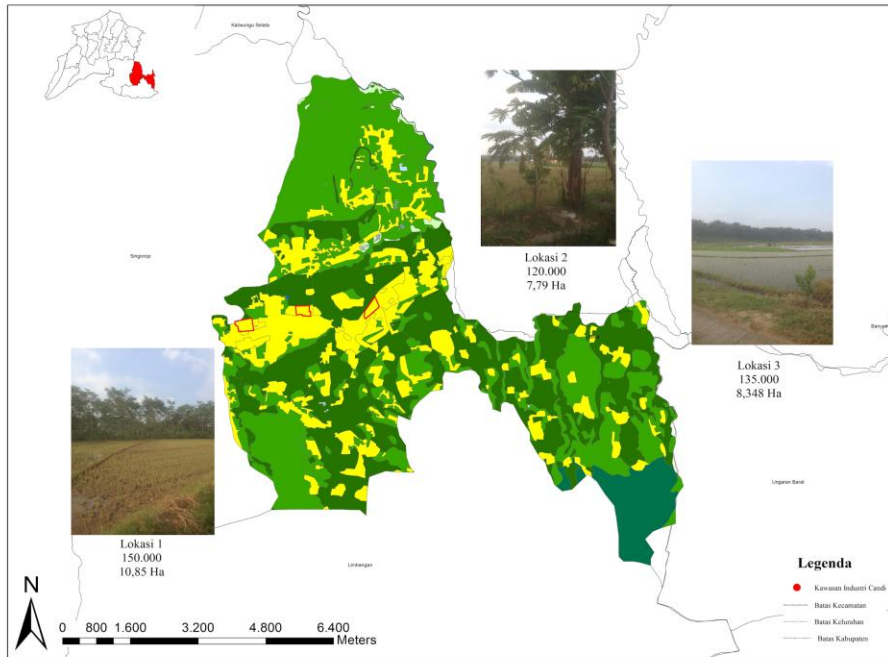 Kaliwungu Selatan
Singorojo
Lokasi 2
120.000
7,79 Ha
Lokasi 3
135.000
8,348 Ha
Lokasi 1
150.000
10,85 Ha
Ungaran Barat
Limbangan
N
0 800 1.600 3.200 4.800 6.400
Meters
Legenda
Kawasan Industri Candi
Batas Kecamatan
Batas Kelurahan
Batas Kabupaten